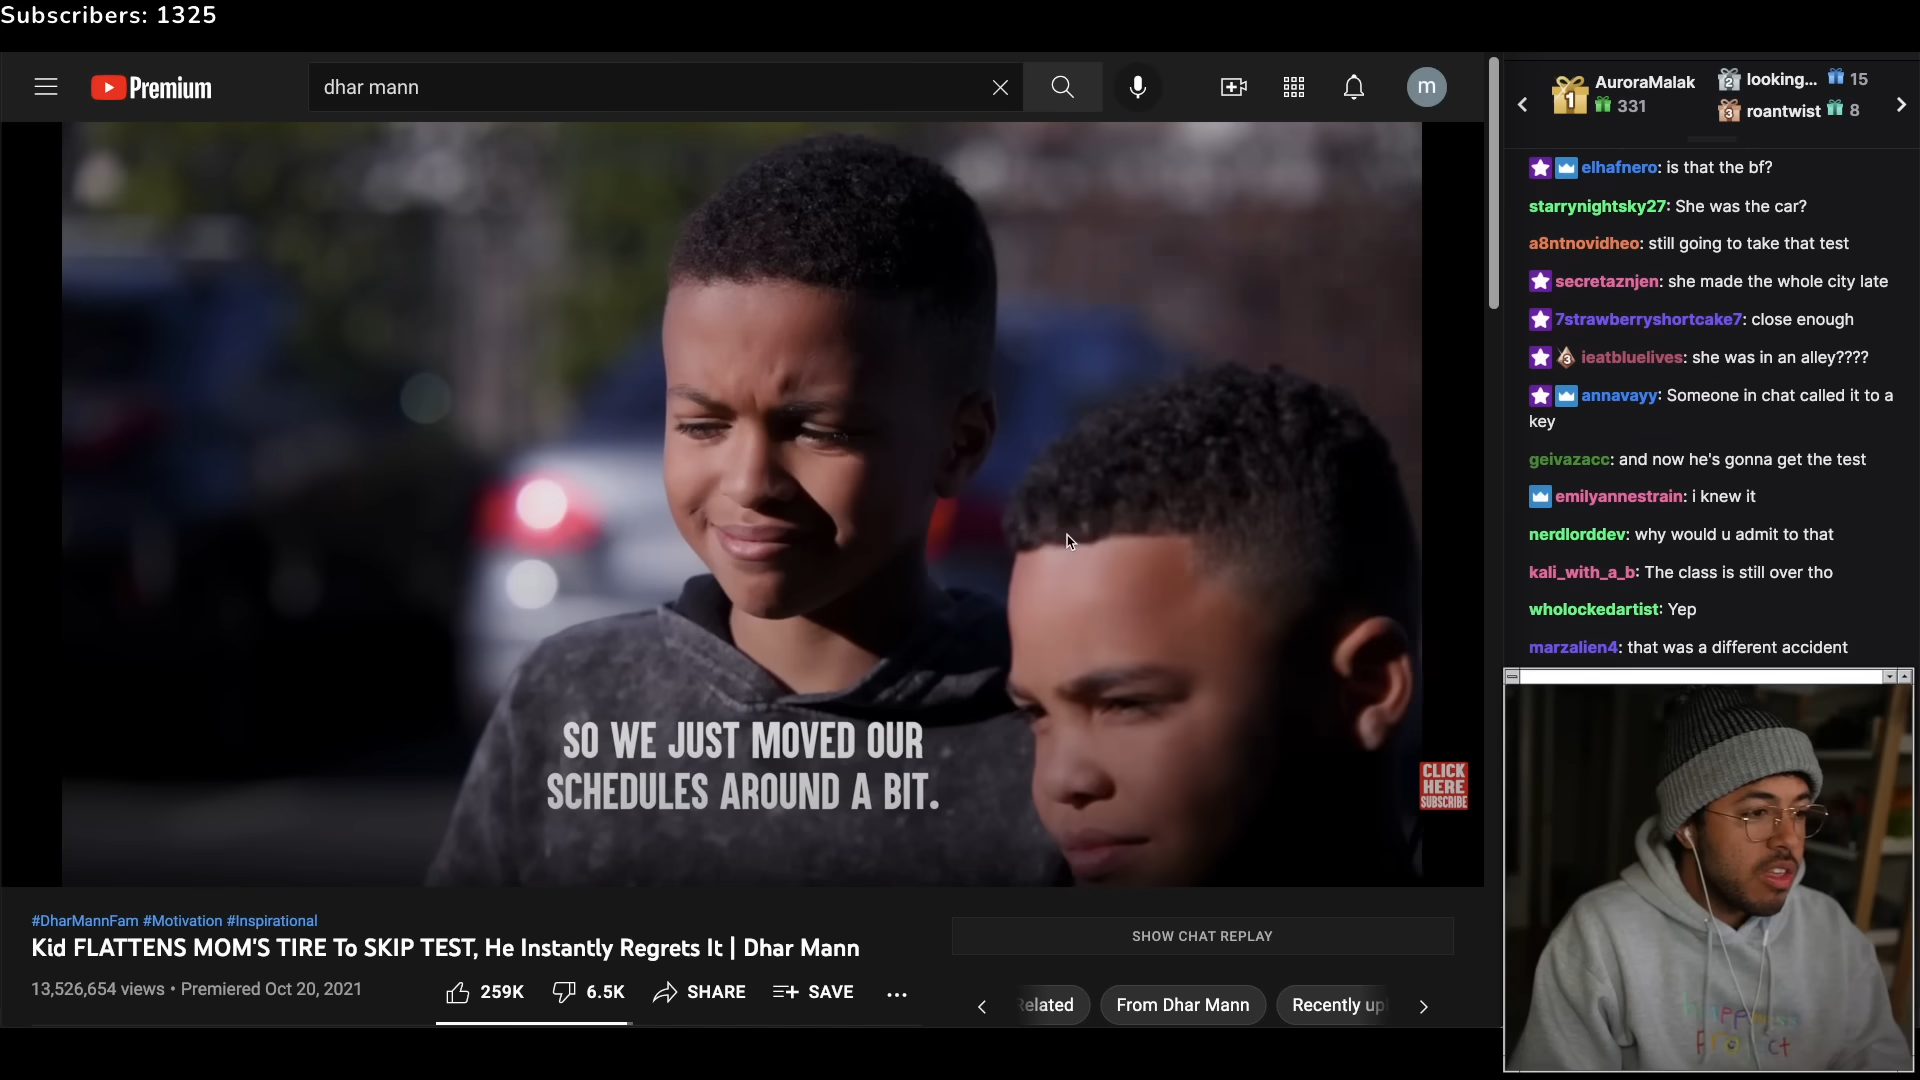 Subscribers: 1325
Premium
dhar mann
m
1
AuroraMalak
331
2
looking...
15
3
roantwist
8
elhafnero: is that the bf?
starrynightsky27: She was the car?
a8ntnovidheo: still going to take that test
secretaznjen: she made the whole city late
7strawberryshortcake7: close enough
3
ieatbluelives: she was in an alley????
annavayy: Someone in chat called it to a
key
geivazacc: and now he's gonna get the test
emilyannestrain: i knew it
nerdlorddev: why would u admit to that
kali_with_a_b: The class is still over tho
wholockedartist: Yep
marzalien4: that was a different accident
SO WE JUST MOVED OUR
SCHEDULES AROUND A BIT.
CLICK
HERE
SUBSCRIBE
#DharMannFam #Motivation #Inspirational
Kid FLATTENS MOM'S TIRE To SKIP TEST, He Instantly Regrets It | Dhar Mann
13,526,654 views • Premiered Oct 20, 2021
259K
6.5K
SHARE
SAVE
SHOW CHAT REPLAY
Related
From Dhar Mann
Recently up